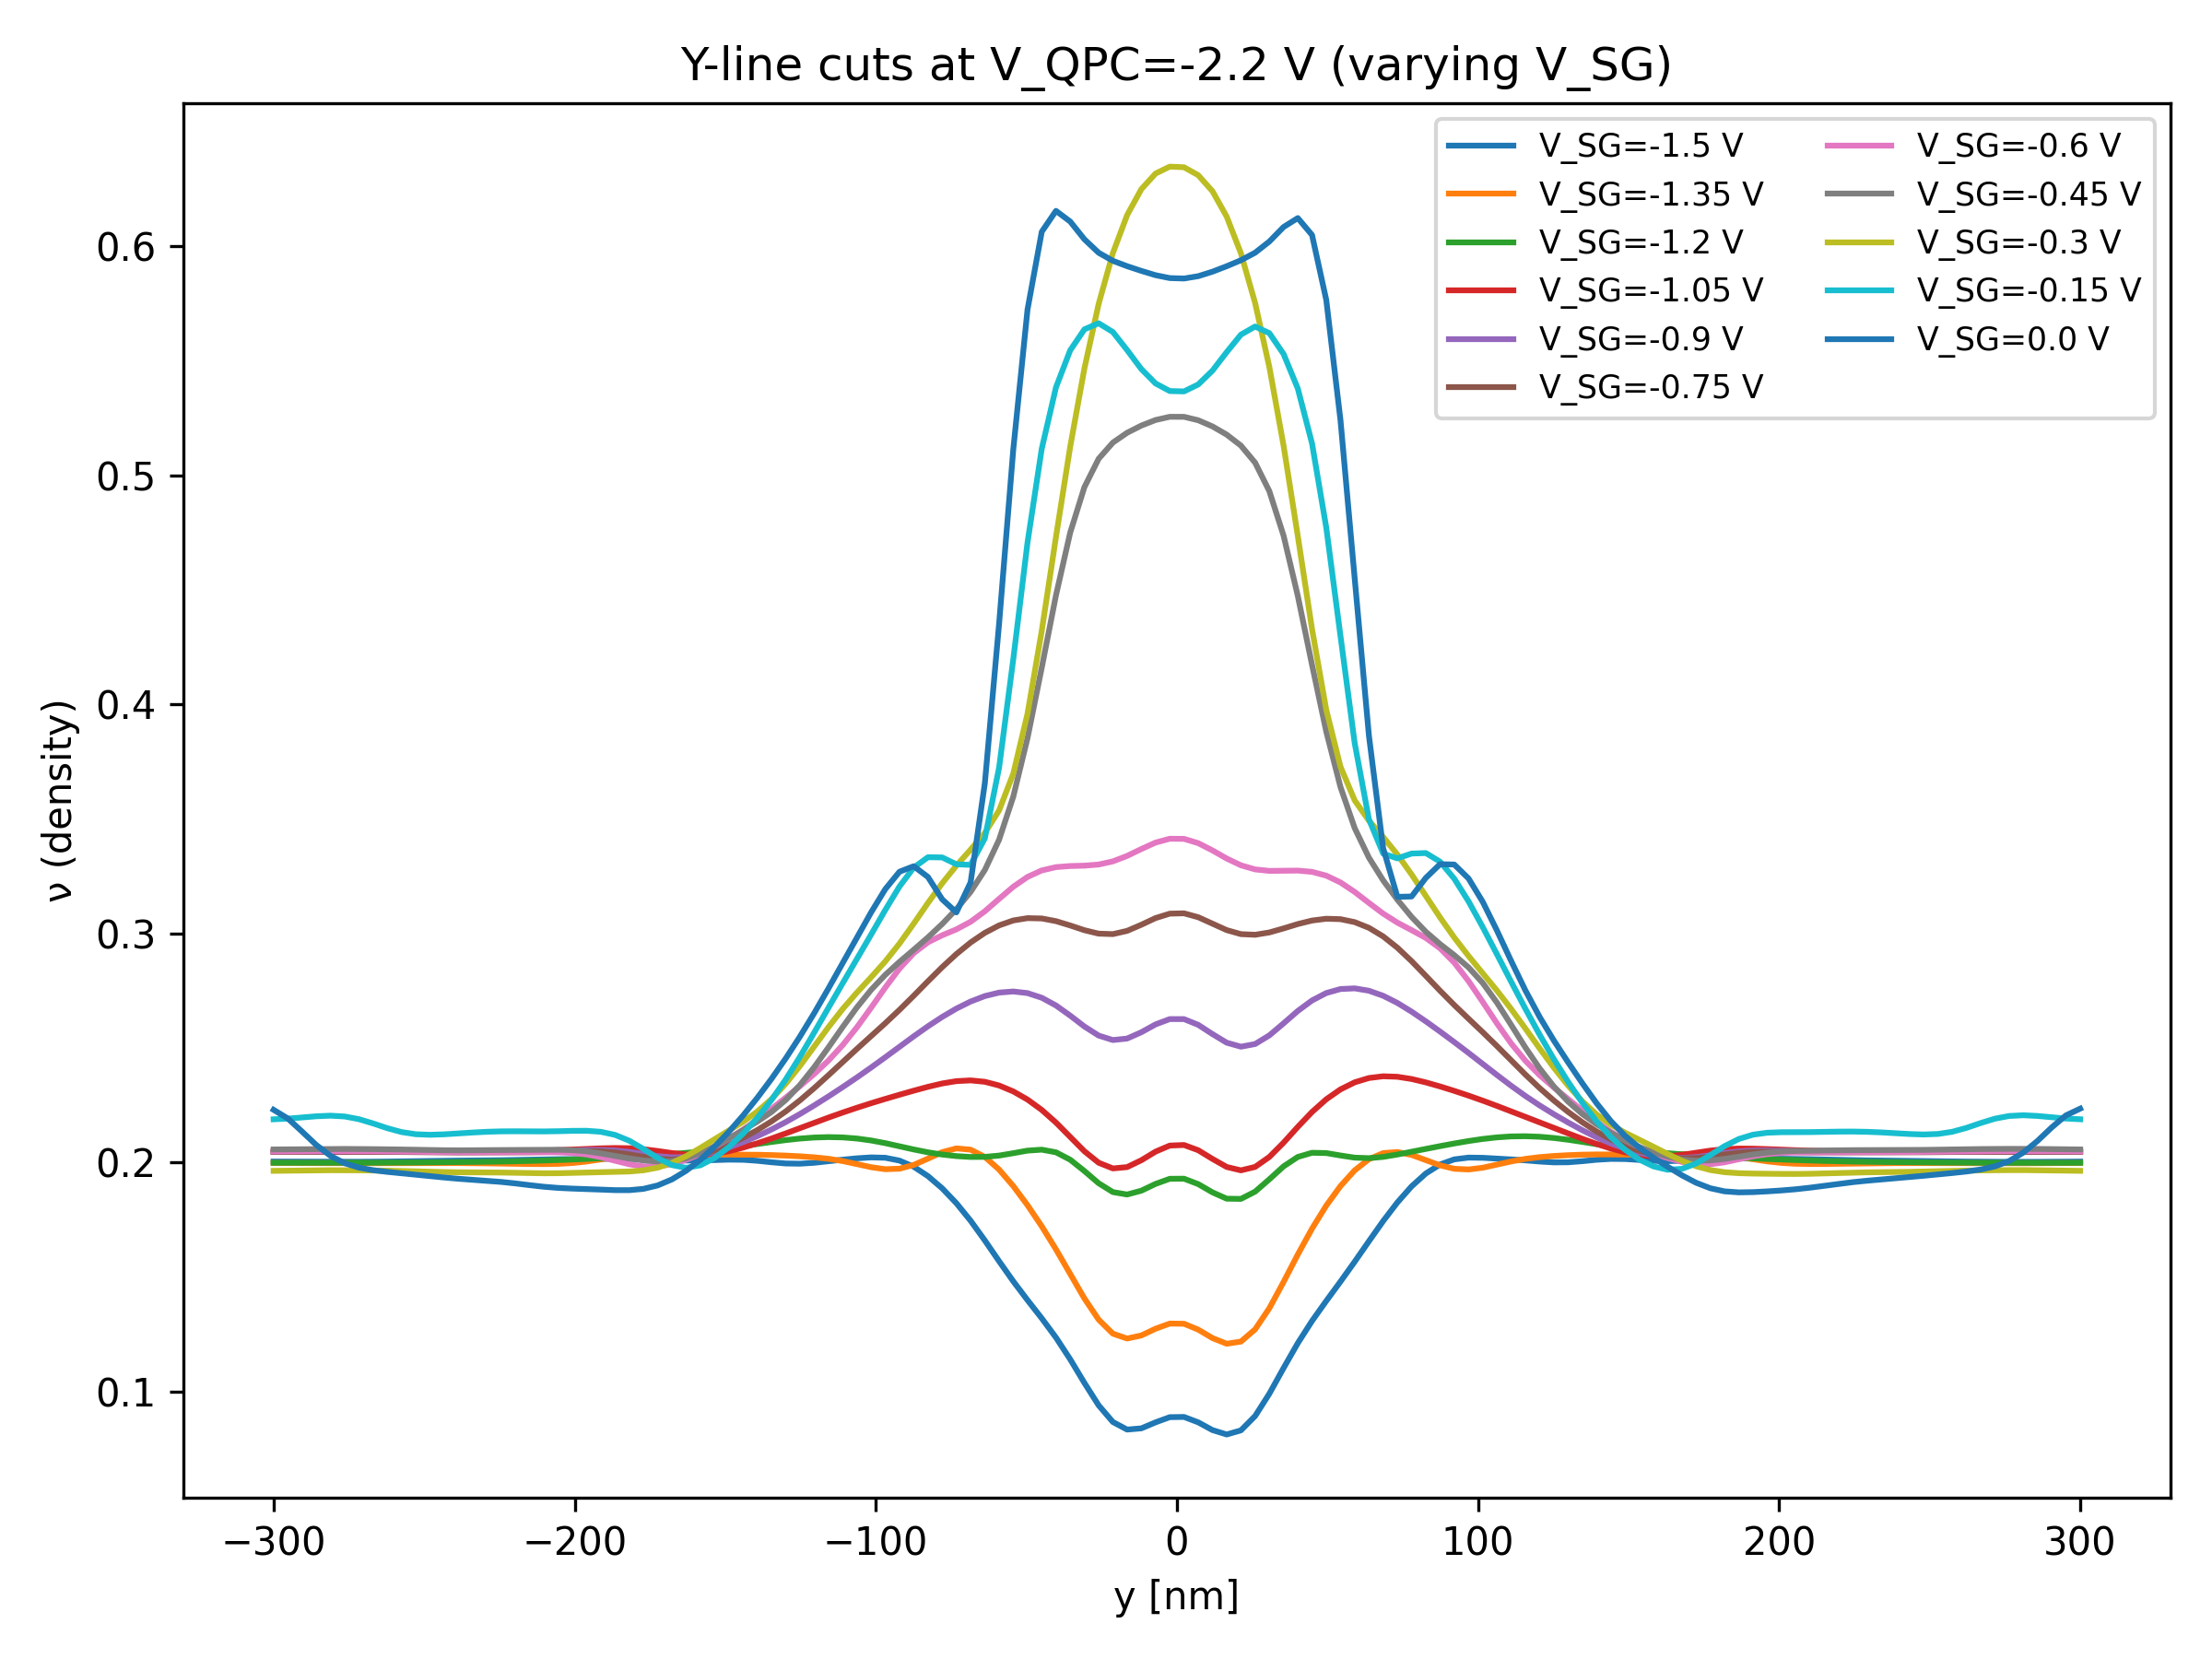 Y-line cuts at V_QPC=-2.2 V (varying V_SG)
V_SG=-1.5 V
V_SG=-1.35 V
V_SG=-1.2 V
V_SG=-1.05 V
V_SG=-0.9 V
V_SG=-0.75 V
V_SG=-0.6 V
V_SG=-0.45 V
V_SG=-0.3 V
V_SG=-0.15 V
V_SG=0.0 V
ν (density)
0.6
0.5
0.4
0.3
0.2
0.1
−300
−200
−100
0
100
200
300
y [nm]